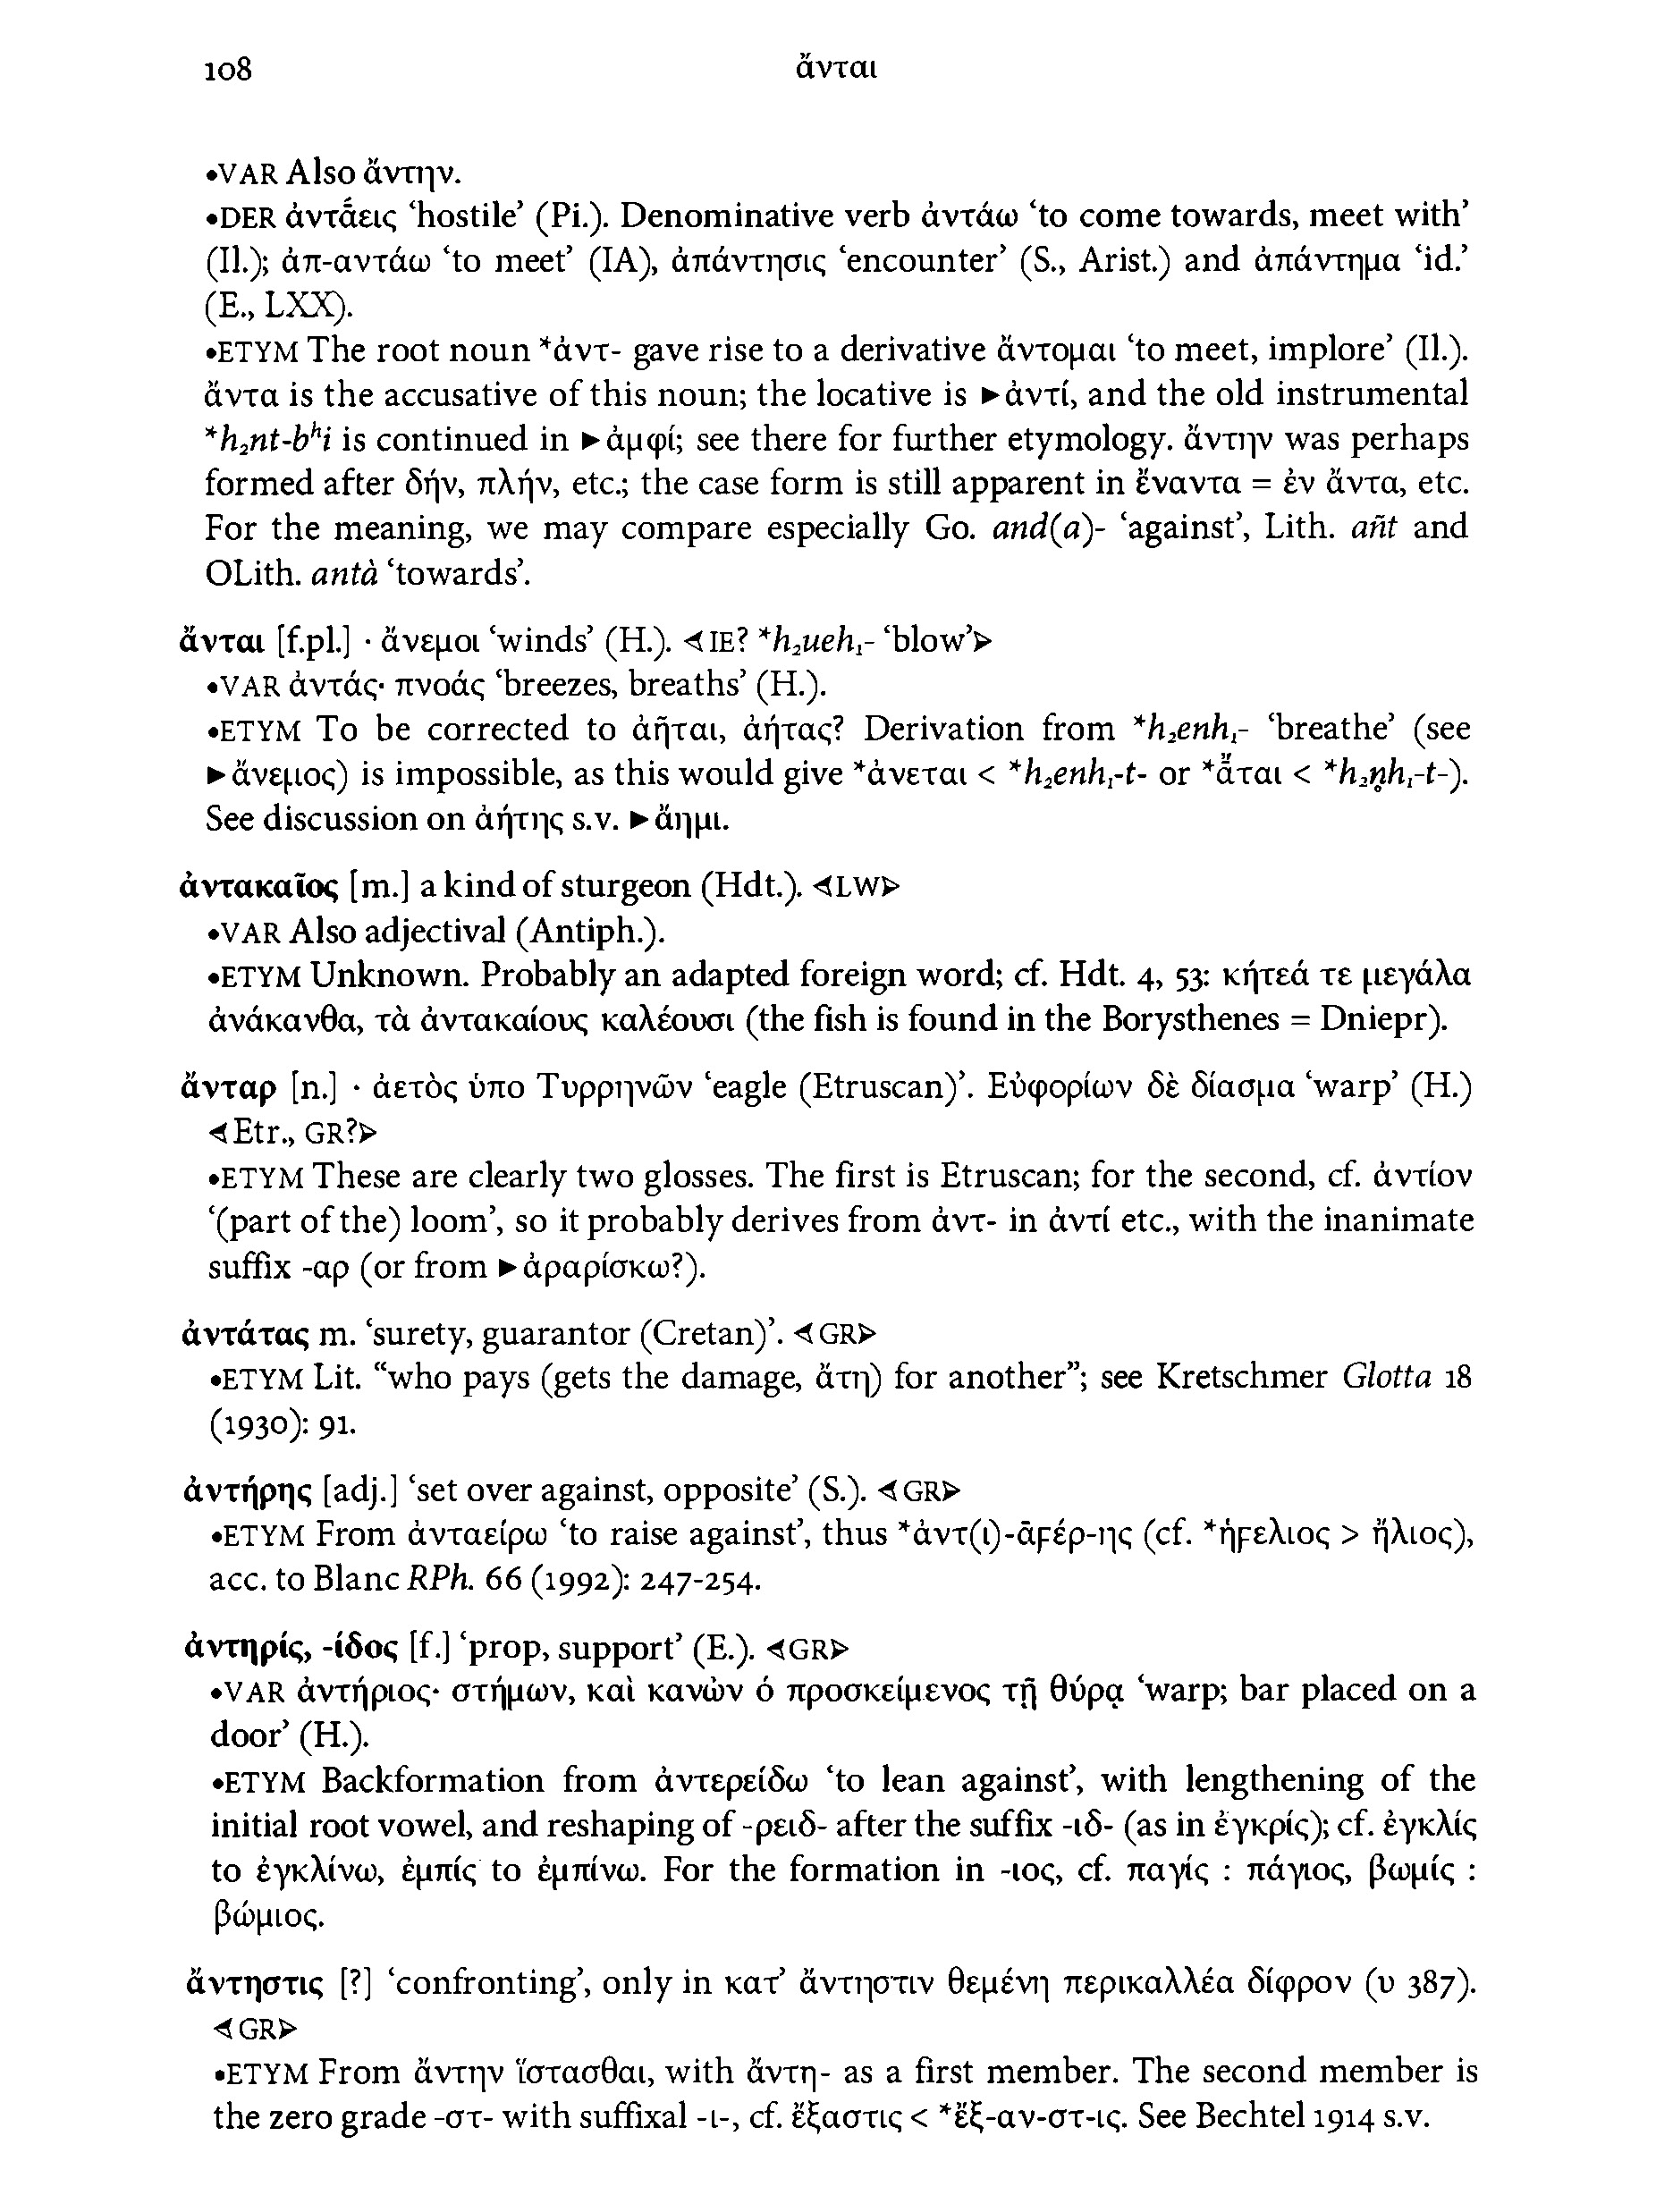 108 ἄνται
•VAR Also ἄντην.
•DER ἀντά̄εις ‘hostile’ (Pi.). Denominative verb ἀντάω ‘to come towards, meet with’
(Il.); ἀπ-αντάω ‘to meet’ (IA), ἀπάντησις ‘encounter’ (S., Arist.) and ἀπάντημα ‘id.’
(E., LXX).
•ETYM The root noun *ἀντ- gave rise to a derivative ἄντομαι ‘to meet, implore’ (Il.).
ἄντα is the accusative of this noun; the locative is ►ἀντί, and the old instrumental
*h₂nt-bʰi is continued in ►ἀμφί; see there for further etymology. ἄντην was perhaps
formed after δήν, πλήν, etc.; the case form is still apparent in ἔναντα = ἐν ἄντα, etc.
For the meaning, we may compare especially Go. and(a)- ‘against’, Lith. añt and
OLith. antà ‘towards’.
ἄνται [f.pl.] · ἄνεμοι ‘winds’ (H.). ◄IE? *h₂ueh₁- ‘blow’►
•VAR ἀντάς· πνοάς ‘breezes, breaths’ (H.).
•ETYM To be corrected to ἀῆται, ἀήτας? Derivation from *h₂enh₁- ‘breathe’ (see
►ἄνεμος) is impossible, as this would give *ἀνεται < *h₂enh₁-t- or *ἄ̄ται < *h₂n̥h₁-t-).
See discussion on ἀήτης s.v. ►ἄημι.
ἀντακαῖος [m.] a kind of sturgeon (Hdt.). ◄LW►
•VAR Also adjectival (Antiph.).
•ETYM Unknown. Probably an adapted foreign word; cf. Hdt. 4, 53: κήτεά τε μεγάλα
ἀνάκανθα, τὰ ἀντακαίους καλέουσι (the fish is found in the Borysthenes = Dniepr).
ἄνταρ [n.] · ἀετὸς ὑπο Τυρρηνῶν ‘eagle (Etruscan)’. Εὐφορίων δὲ δίασμα ‘warp’ (H.)
◄Etr., GR?►
•ETYM These are clearly two glosses. The first is Etruscan; for the second, cf. ἀντίον
‘(part of the) loom’, so it probably derives from ἀντ- in ἀντί etc., with the inanimate
suffix -αρ (or from ►ἀραρίσκω?).
ἀντάτας m. ‘surety, guarantor (Cretan)’. ◄GR►
•ETYM Lit. “who pays (gets the damage, ἄτη) for another”; see Kretschmer Glotta 18
(1930): 91.
ἀντήρης [adj.] ‘set over against, opposite’ (S.). ◄GR►
•ETYM From ἀνταείρω ‘to raise against’, thus *ἀντ(ι)-ᾱϝέρ-ης (cf. *ἠϝελιος > ἥλιος),
acc. to Blanc RPh. 66 (1992): 247-254.
ἀντηρίς, -ίδος [f.] ‘prop, support’ (E.). ◄GR►
•VAR ἀντήριος· στήμων, καὶ κανὼν ὁ προσκείμενος τῇ θύρᾳ ‘warp; bar placed on a
door’ (H.).
•ETYM Backformation from ἀντερείδω ‘to lean against’, with lengthening of the
initial root vowel, and reshaping of -ρειδ- after the suffix -ιδ- (as in ἐγκρίς); cf. ἐγκλίς
to ἐγκλίνω, ἐμπίς to ἐμπίνω. For the formation in -ιος, cf. παγίς : πάγιος, βωμίς :
βώμιος.
ἄντηστις [?] ‘confronting’, only in κατ’ ἄντηστιν θεμένη περικαλλέα δίφρον (υ 387).
◄GR►
•ETYM From ἄντην ἵστασθαι, with ἄντη- as a first member. The second member is
the zero grade -στ- with suffixal -ι-, cf. ἔξαστις < *ἔξ-αν-στ-ις. See Bechtel 1914 s.v.